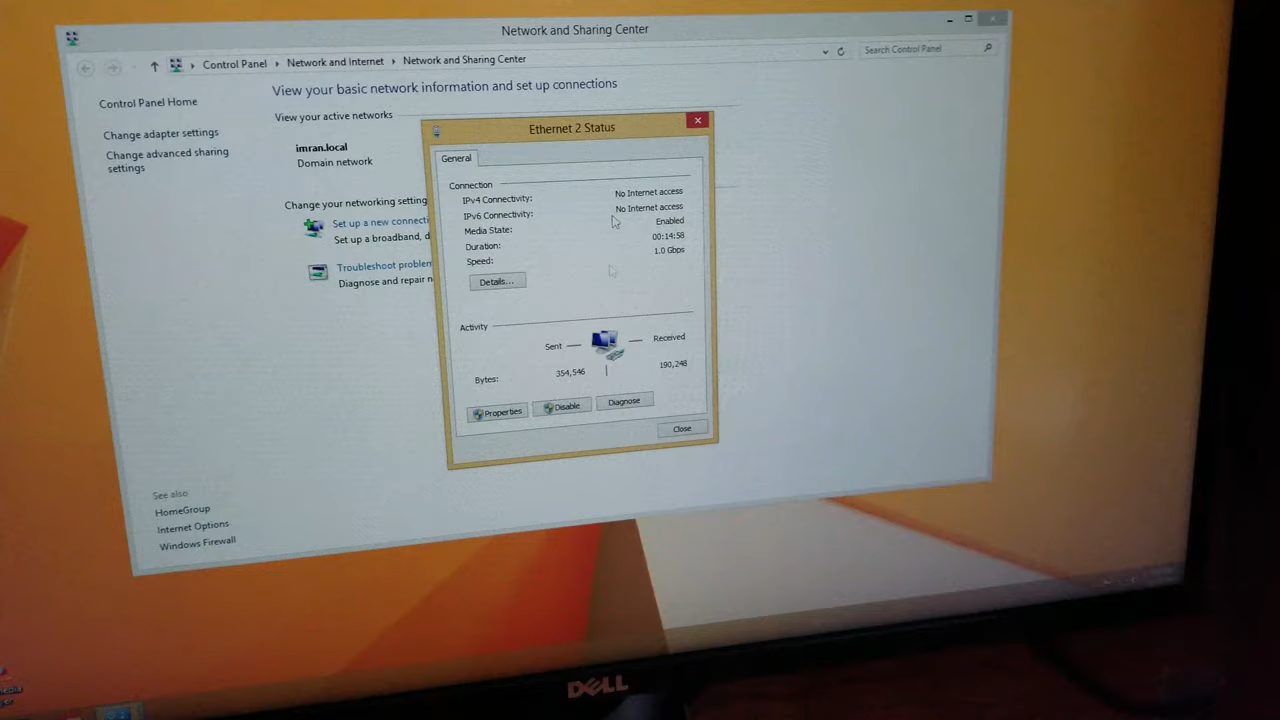 Network and Sharing Center
Control Panel Network and Internet Network and Sharing Center
Search Control Panel
Control Panel Home
Change adapter settings
Change advanced sharing
settings
View your basic network information and set up connections
View your active networks
imran.local
Domain network
Change your networking setting
Set up a new connecti
Set up a broadband, d
Troubleshoot problem
Diagnose and repair n
See also
HomeGroup
Internet Options
Windows Firewall
Ethernet 2 Status
General
Connection
IPv4 Connectivity: No Internet access
IPv6 Connectivity: No Internet access
Media State: Enabled
Duration: 00:14:58
Speed: 1.0 Gbps
Details...
Activity
Sent Received
Bytes: 354,546 190,248
Properties Disable Diagnose
Close
DELL